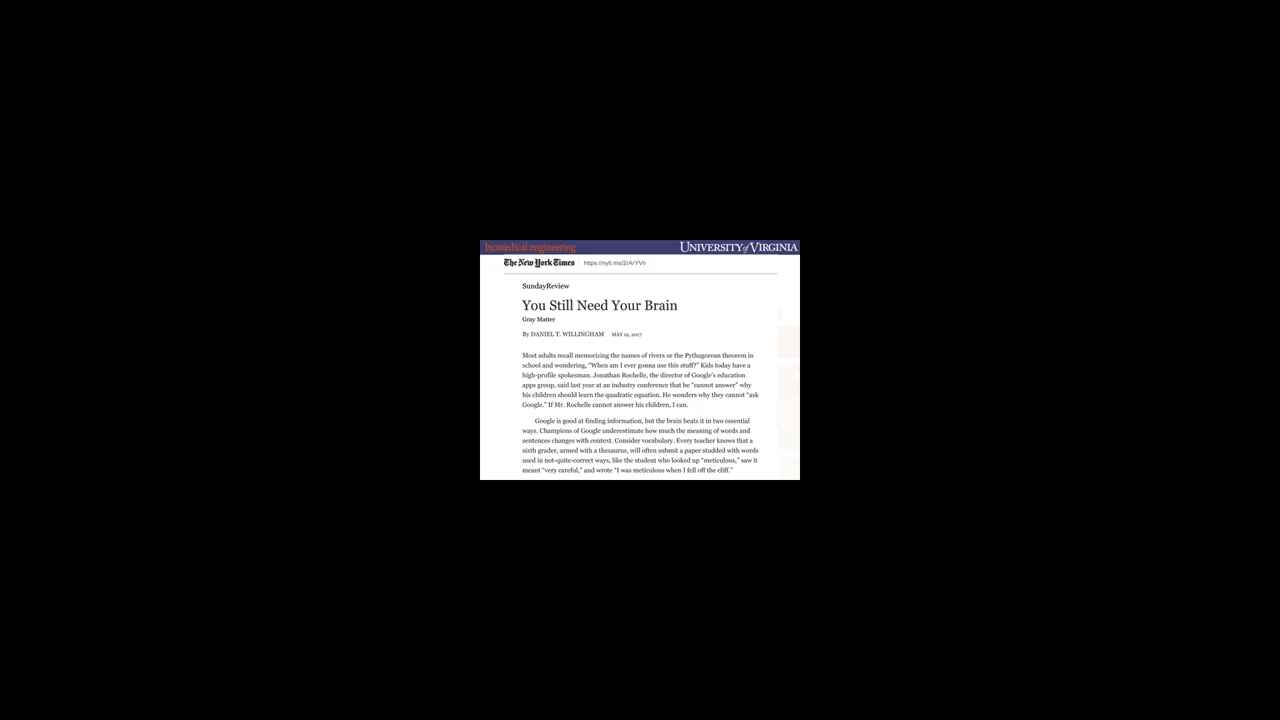 biomedical engineering
UNIVERSITY of VIRGINIA
The New York Times
https://nyti.ms/2rArYVn
SundayReview
You Still Need Your Brain
Gray Matter
By DANIEL T. WILLINGHAM MAY 19, 2017
Most adults recall memorizing the names of rivers or the Pythagorean theorem in
school and wondering, “When am I ever gonna use this stuff?” Kids today have a
high-profile spokesman. Jonathan Rochelle, the director of Google’s education
apps group, said last year at an industry conference that he “cannot answer” why
his children should learn the quadratic equation. He wonders why they cannot “ask
Google.” If Mr. Rochelle cannot answer his children, I can.
Google is good at finding information, but the brain beats it in two essential
ways. Champions of Google underestimate how much the meaning of words and
sentences changes with context. Consider vocabulary. Every teacher knows that a
sixth grader, armed with a thesaurus, will often submit a paper studded with words
used in not-quite-correct ways, like the student who looked up “meticulous,” saw it
meant “very careful,” and wrote “I was meticulous when I fell off the cliff.”